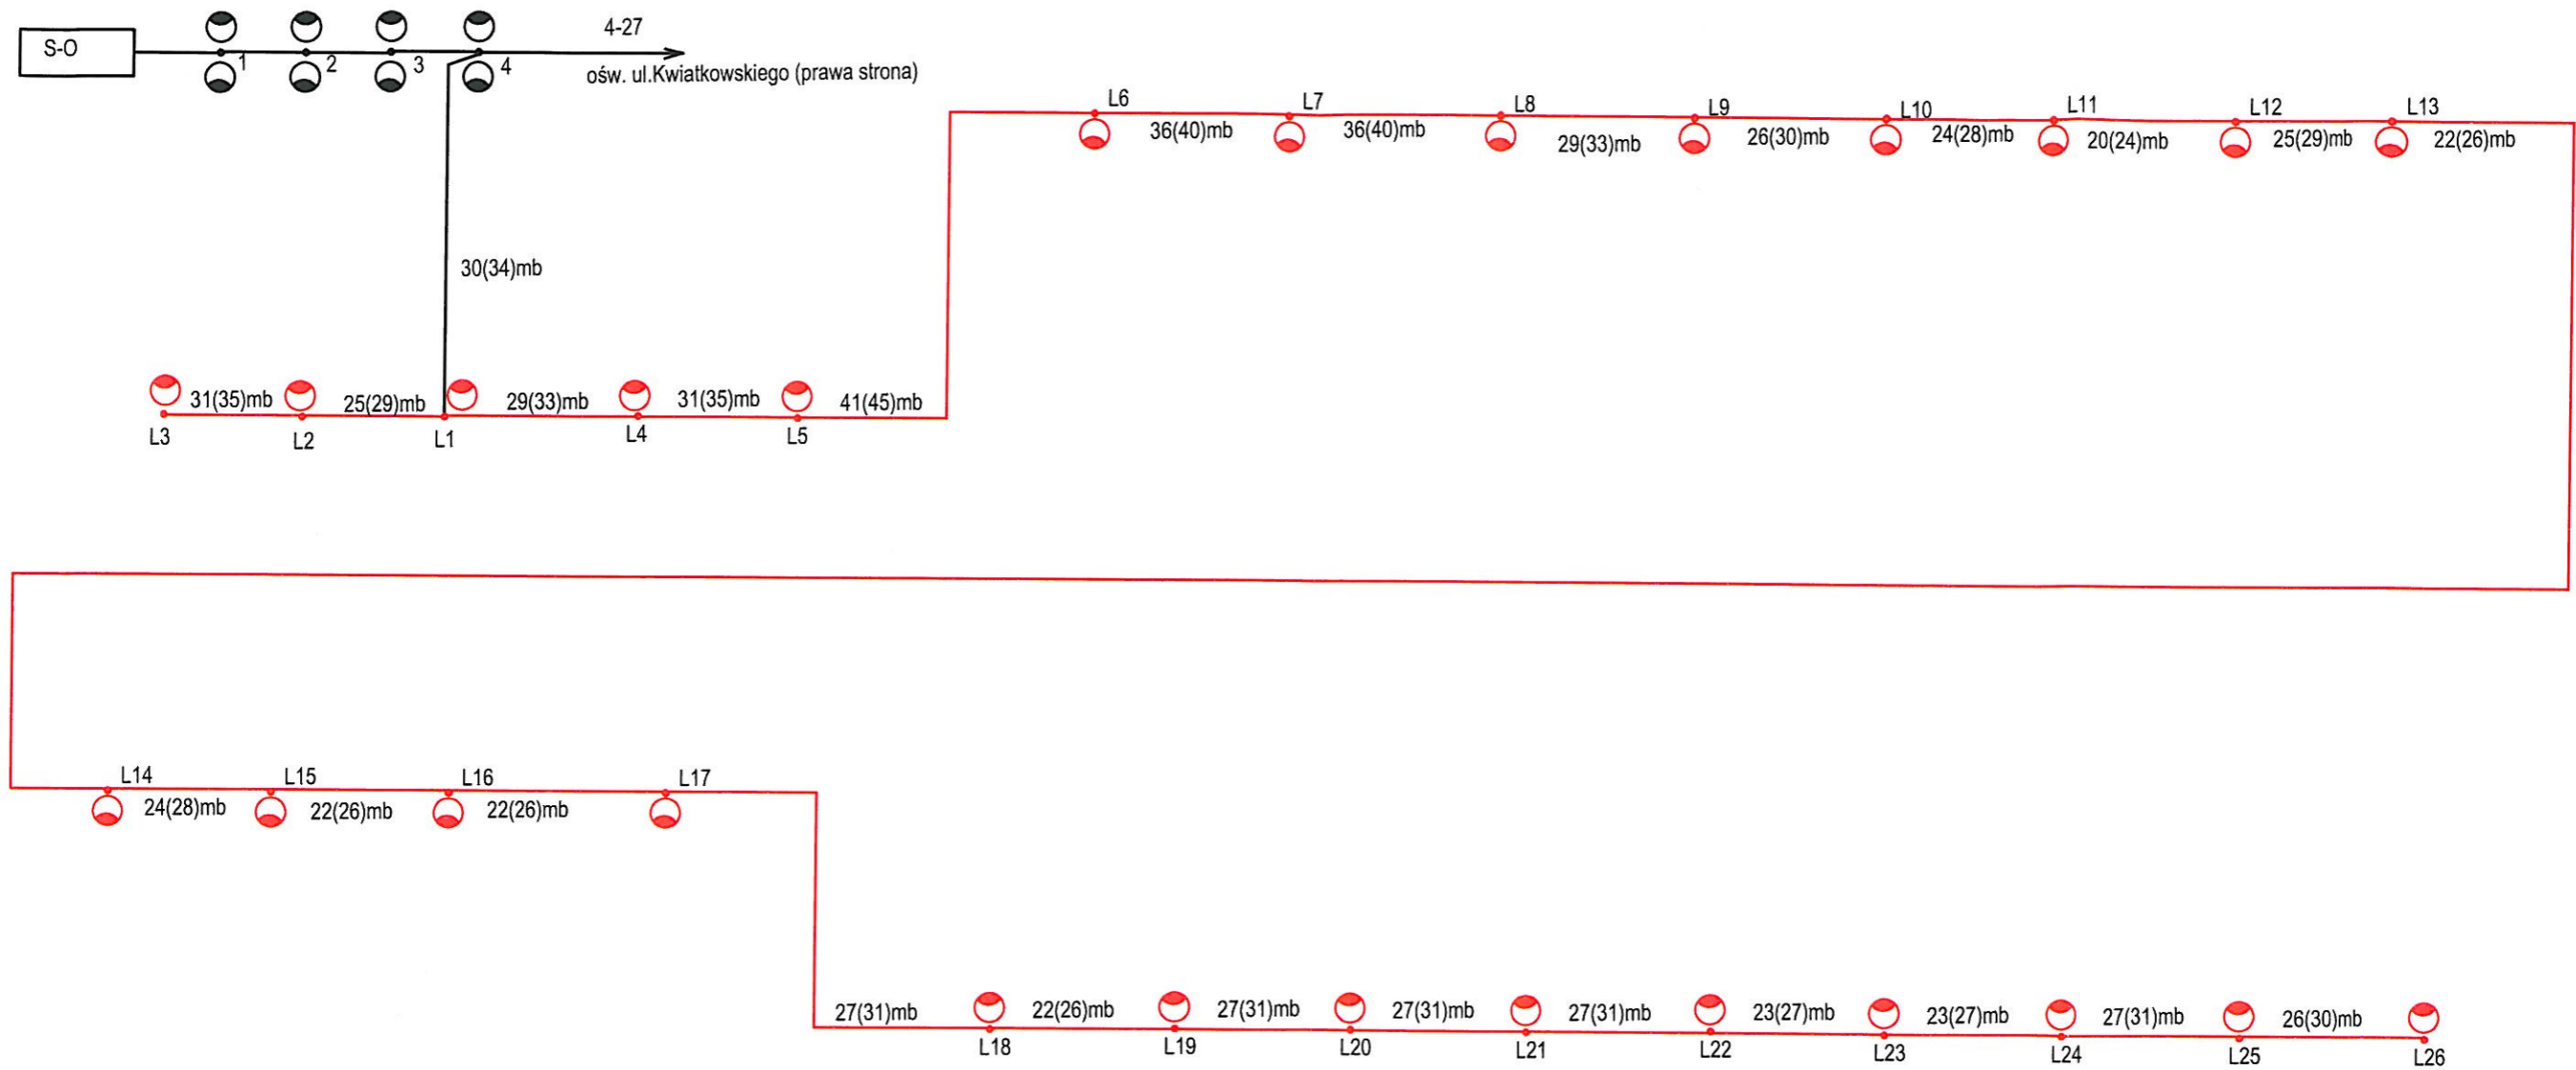 S-O
1
2
3
4
4-27
ośw. ul.Kwiatkowskiego (prawa strona)
L6
L7
L8
L9
L10
L11
L12
L13
36(40)mb
36(40)mb
29(33)mb
26(30)mb
24(28)mb
20(24)mb
25(29)mb
22(26)mb
30(34)mb
31(35)mb
25(29)mb
29(33)mb
31(35)mb
41(45)mb
L3
L2
L1
L4
L5
L14
L15
L16
L17
24(28)mb
22(26)mb
22(26)mb
27(31)mb
22(26)mb
27(31)mb
27(31)mb
27(31)mb
23(27)mb
23(27)mb
27(31)mb
26(30)mb
L18
L19
L20
L21
L22
L23
L24
L25
L26